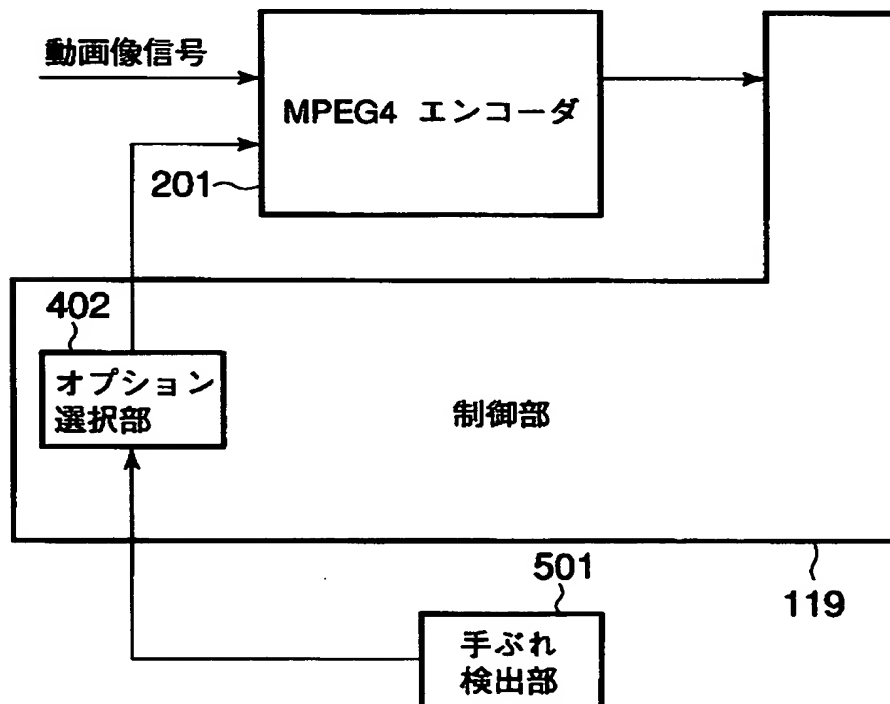 動画像信号
MPEG4 エンコーダ
201
402
オプション
選択部
制御部
501
119
手ぶれ
検出部